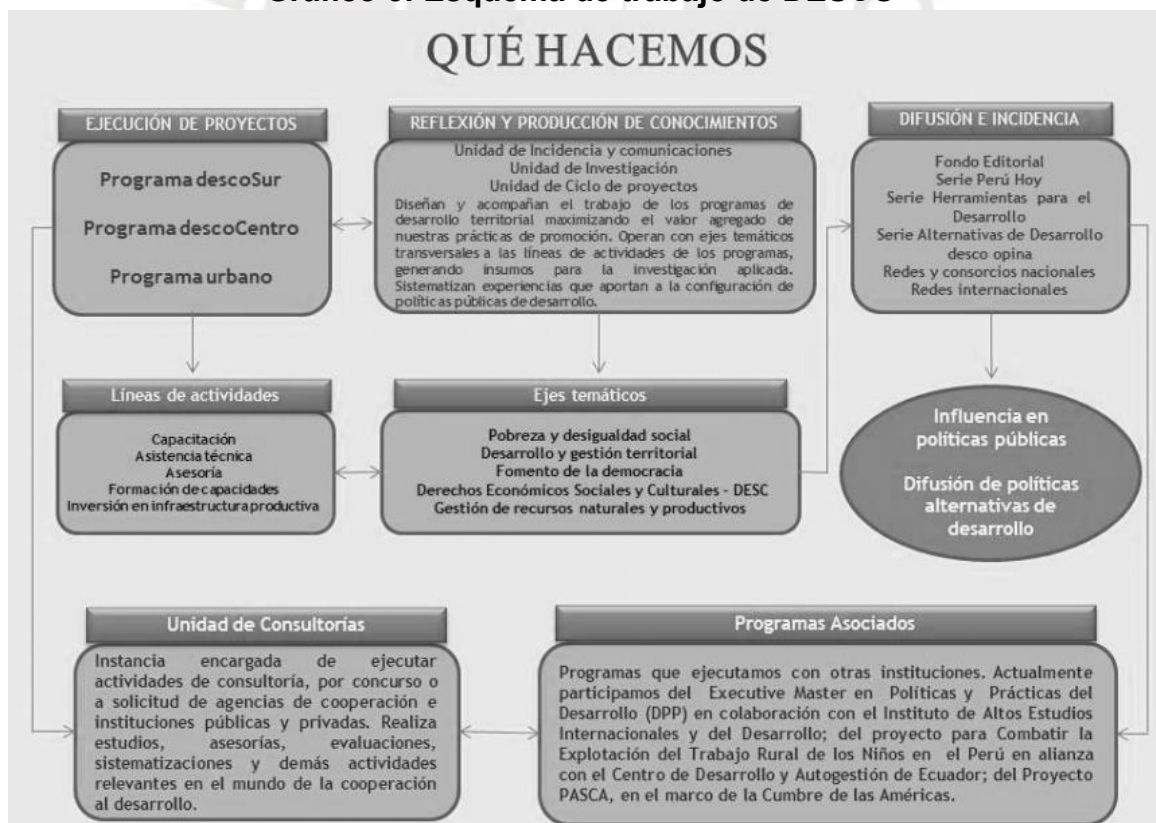 QUÉ HACEMOS
EJECUCIÓN DE PROYECTOS
Programa descoSur
Programa descoCentro
Programa urbano
REFLEXIÓN Y PRODUCCIÓN DE CONOCIMIENTOS
Unidad de Incidencia y comunicaciones
Unidad de Investigación
Unidad de Ciclo de proyectos
Diseñan y acompañan el trabajo de los programas de
desarrollo territorial maximizando el valor agregado de
nuestras prácticas de promoción. Operan con ejes temáticos
transversales a las líneas de actividades de los programas,
generando insumos para la investigación aplicada.
Sistematizan experiencias que aportan a la configuración de
políticas públicas de desarrollo.
DIFUSIÓN E INCIDENCIA
Fondo Editorial
Serie Perú Hoy
Serie Herramientas para el
Desarrollo
Serie Alternativas de Desarrollo
desco opina
Redes y consorcios nacionales
Redes internacionales
Líneas de actividades
Capacitación
Asistencia técnica
Asesoría
Formación de capacidades
Inversión en infraestructura productiva
Ejes temáticos
Pobreza y desigualdad social
Desarrollo y gestión territorial
Fomento de la democracia
Derechos Económicos Sociales y Culturales - DESC
Gestión de recursos naturales y productivos
Influencia en
políticas públicas
Difusión de políticas
alternativas de
desarrollo
Unidad de Consultorías
Instancia encargada de ejecutar
actividades de consultoría, por concurso o
a solicitud de agencias de cooperación e
instituciones públicas y privadas. Realiza
estudios, asesorías, evaluaciones,
sistematizaciones y demás actividades
relevantes en el mundo de la cooperación
al desarrollo.
Programas Asociados
Programas que ejecutamos con otras instituciones. Actualmente
participamos del Executive Master en Políticas y Prácticas del
Desarrollo (DPP) en colaboración con el Instituto de Altos Estudios
Internacionales y del Desarrollo; del proyecto para Combatir la
Explotación del Trabajo Rural de los Niños en el Perú en alianza
con el Centro de Desarrollo y Autogestión de Ecuador; del Proyecto
PASCA, en el marco de la Cumbre de las Américas.